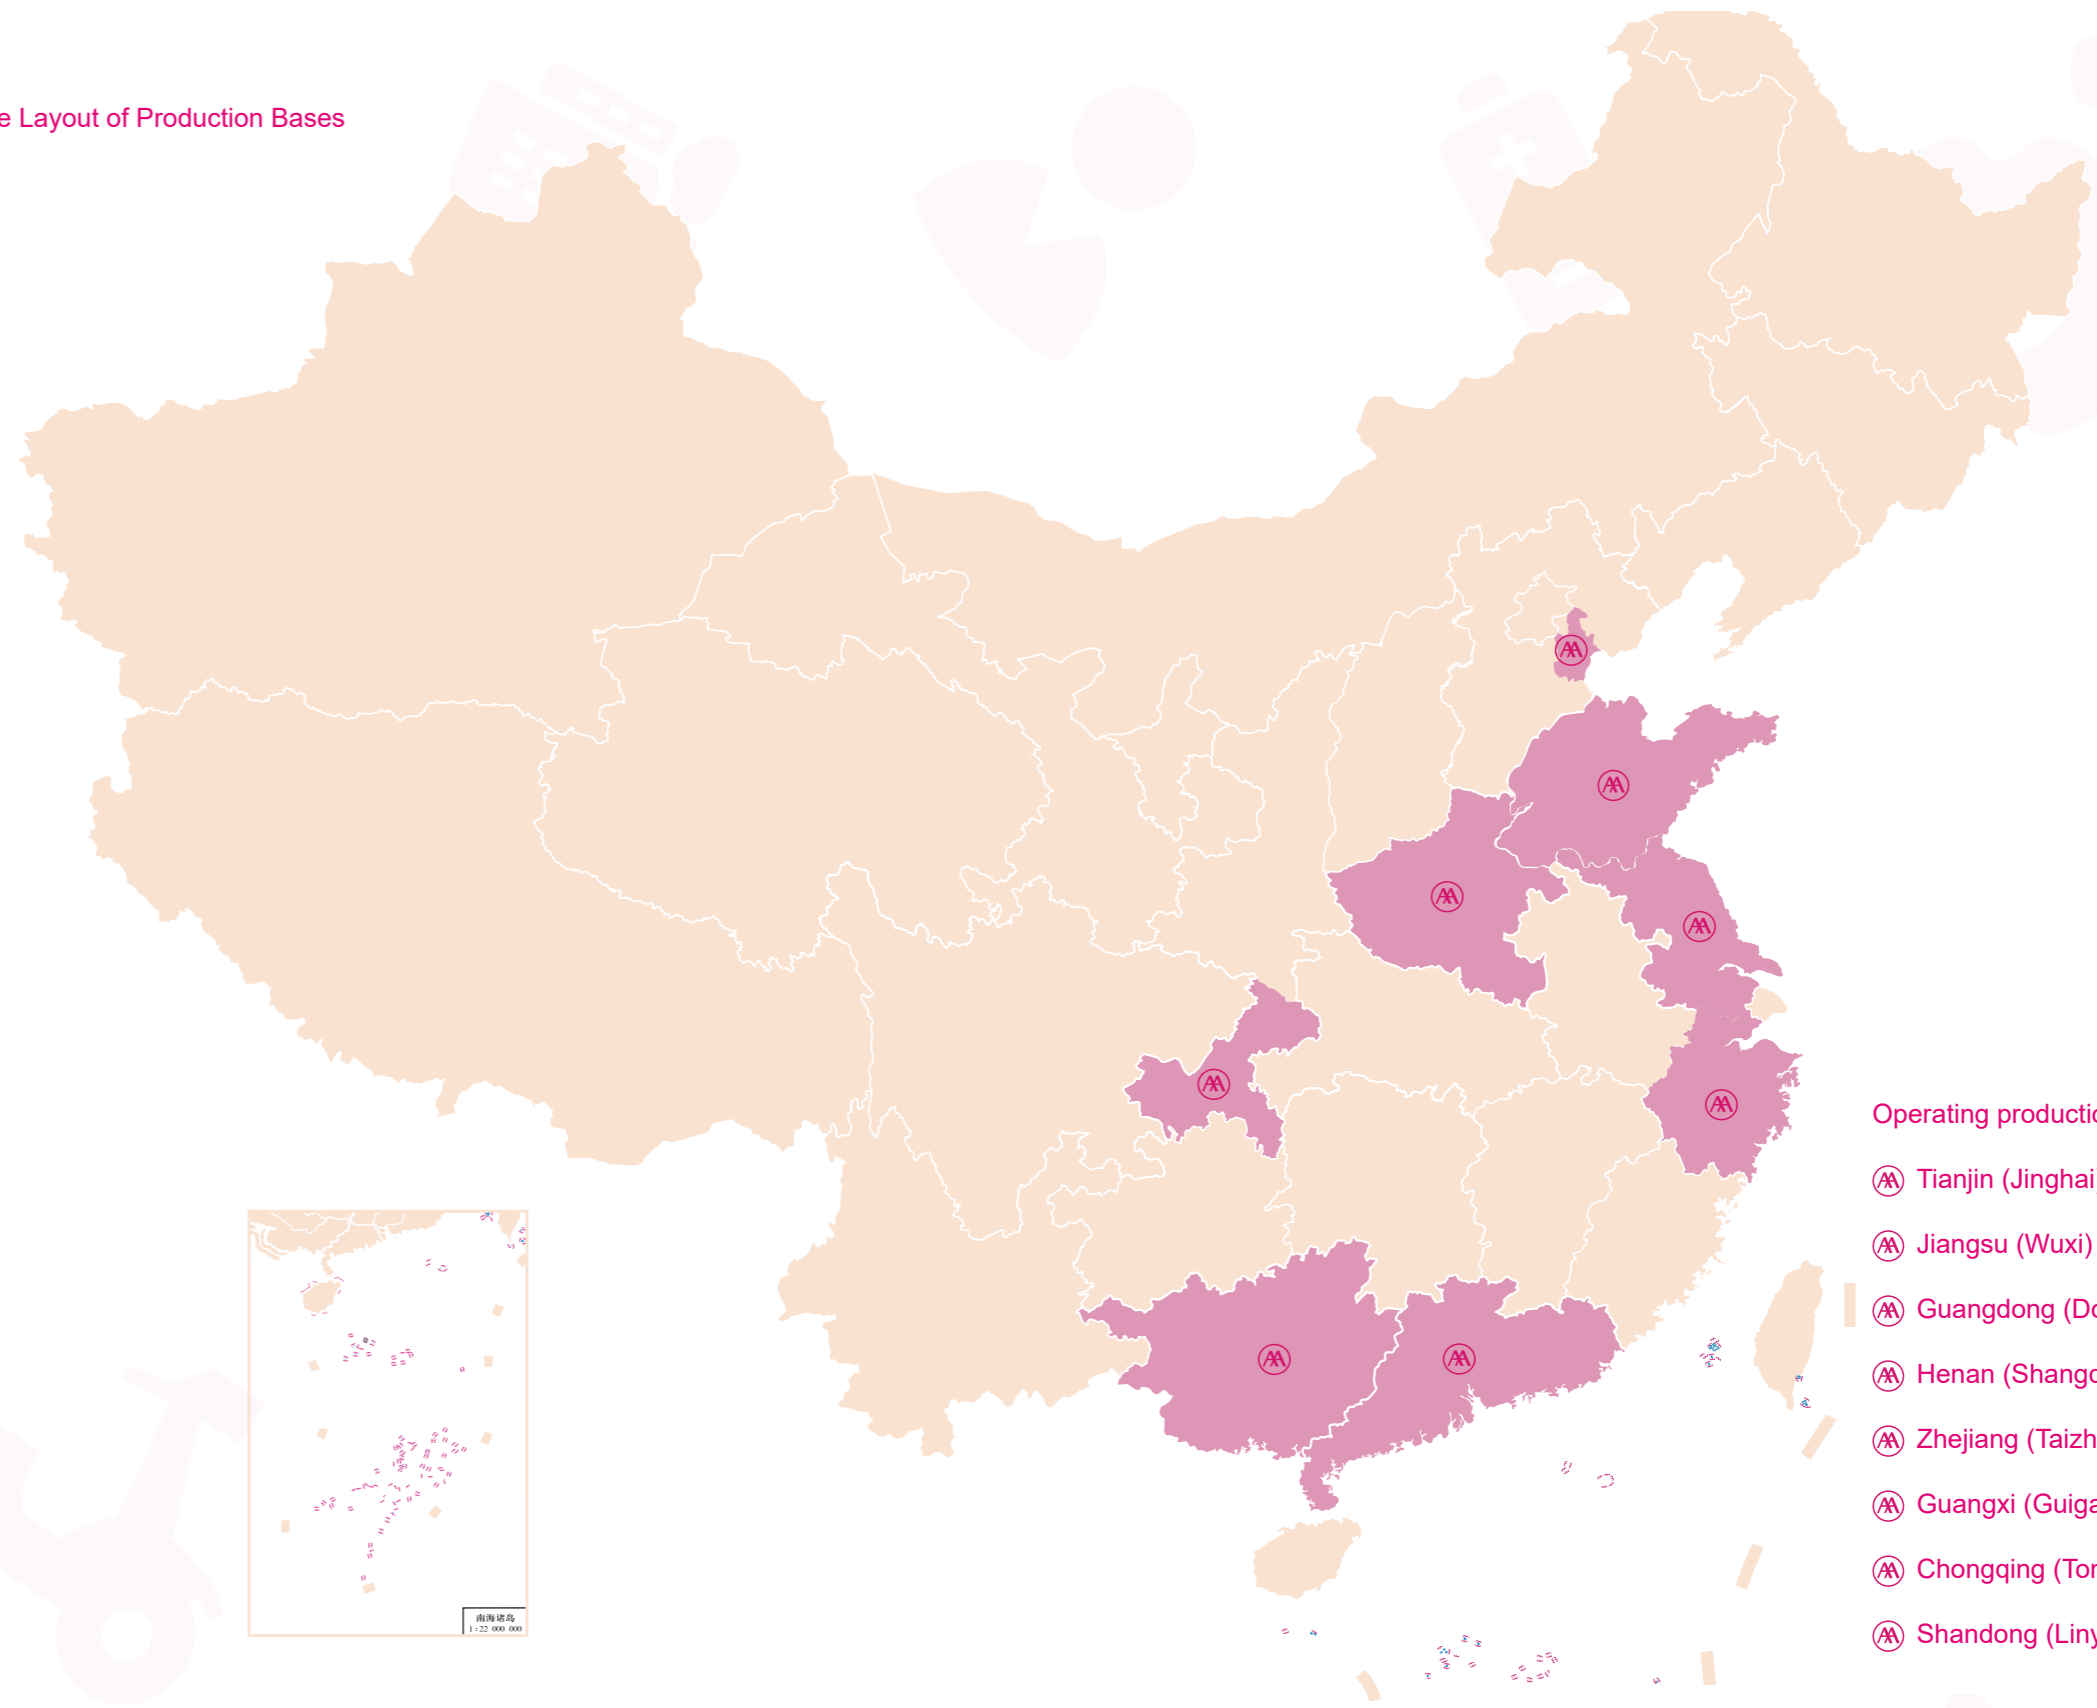 e Layout of Production Bases
Operating productio
Tianjin (Jinghai
Jiangsu (Wuxi)
Guangdong (Do
Henan (Shangq
Zhejiang (Taizh
Guangxi (Guiga
Chongqing (Ton
Shandong (Liny
南海诸岛
1:22 000 000